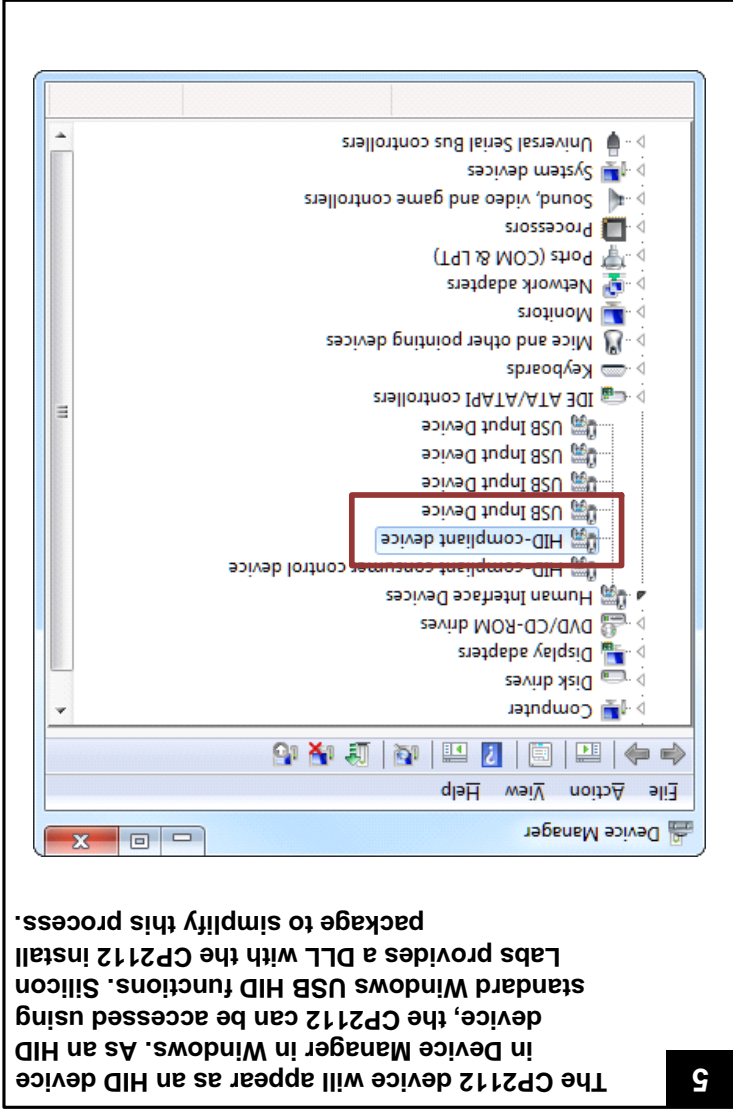 5
The CP2112 device will appear as an HID device
in Device Manager in Windows. As an HID
device, the CP2112 can be accessed using
standard Windows USB HID functions. Silicon
Labs provides a DLL with the CP2112 install
package to simplify this process.
Device Manager
File Action View Help
Computer
Disk drives
Display adapters
DVD/CD-ROM drives
Human Interface Devices
HID-compliant consumer control device
HID-compliant device
USB Input Device
USB Input Device
USB Input Device
USB Input Device
IDE ATA/ATAPI controllers
Keyboards
Mice and other pointing devices
Monitors
Network adapters
Ports (COM & LPT)
Processors
Sound, video and game controllers
System devices
Universal Serial Bus controllers